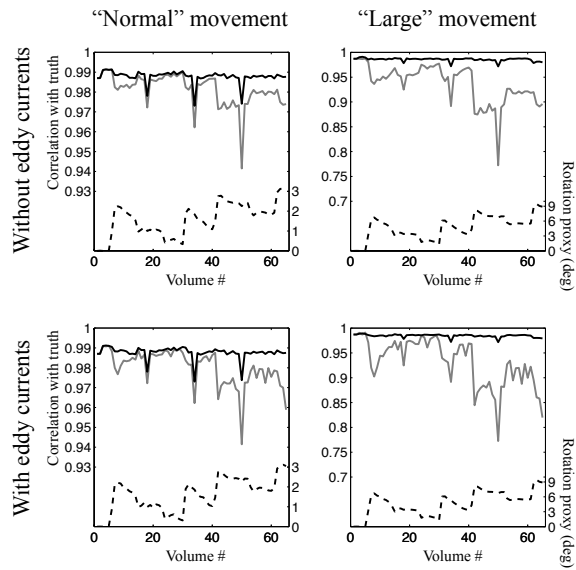 "Normal" movement
"Large" movement
Without eddy currents
Correlation with truth
1
0.99
0.98
0.97
0.96
0.95
0.94
0.93
3
2
1
0
0 20 40 60
Volume #
1
0.95
0.9
0.85
0.8
0.75
0.7
9
6
3
0
Rotation proxy (deg)
0 20 40 60
Volume #
With eddy currents
Correlation with truth
1
0.99
0.98
0.97
0.96
0.95
0.94
0.93
3
2
1
0
0 20 40 60
Volume #
1
0.95
0.9
0.85
0.8
0.75
0.7
9
6
3
0
Rotation proxy (deg)
0 20 40 60
Volume #